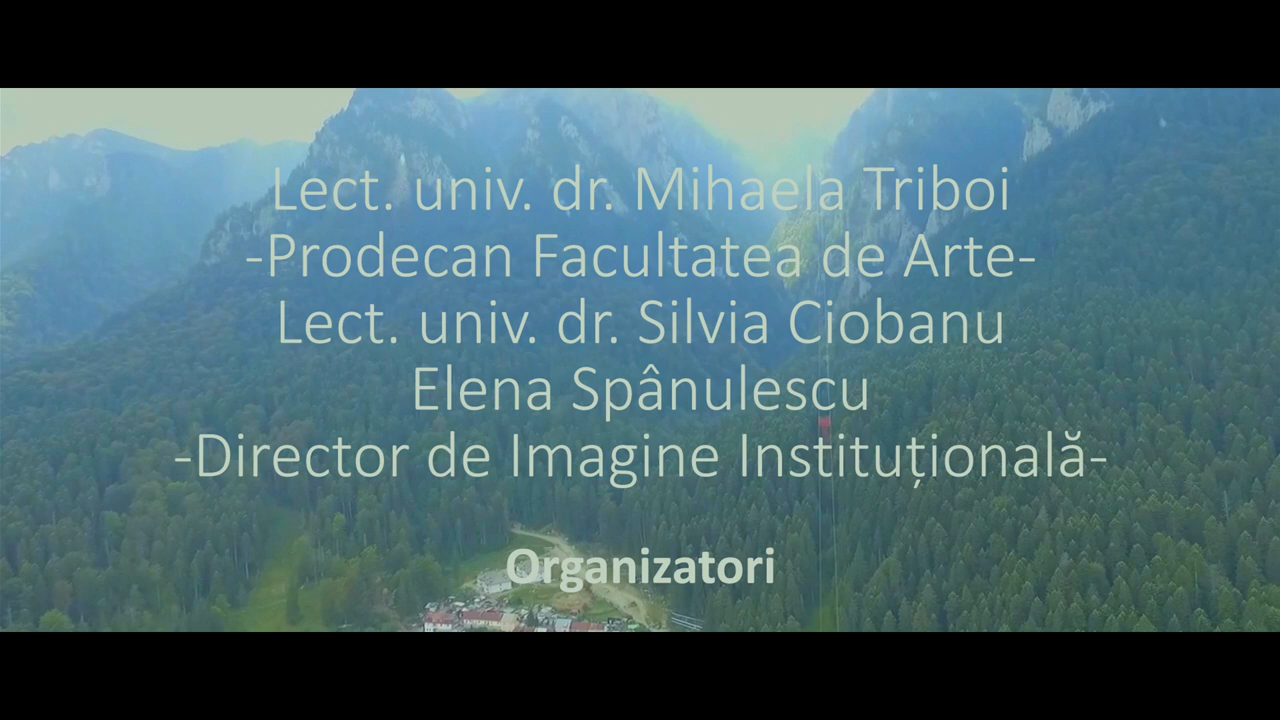 Lect. univ. dr. Mihaela Triboi
-Prodecan Facultatea de Arte-
Lect. univ. dr. Silvia Ciobanu
Elena Spânulescu
-Director de Imagine Instituțională-
Organizatori